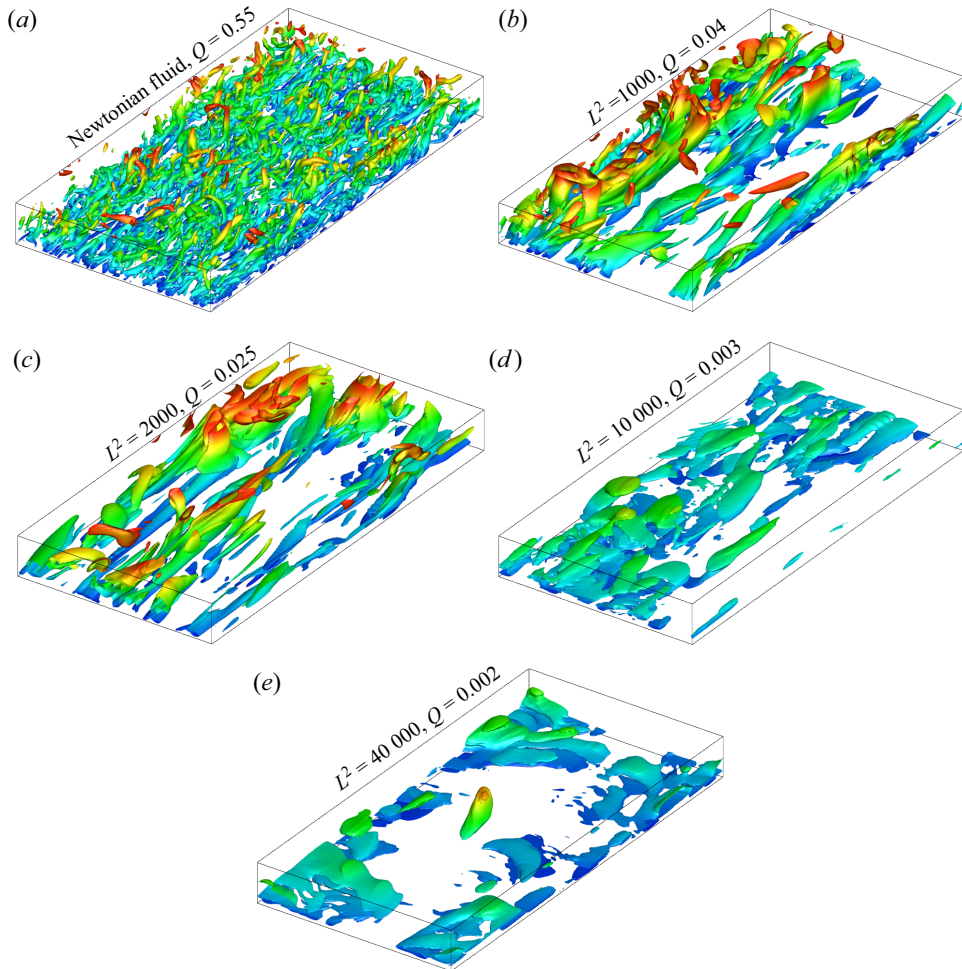 (a)
Newtonian fluid, Q = 0.55
(b)
L² =1000, Q = 0.04
(c)
L² = 2000, Q = 0.025
(d)
L² = 10 000, Q = 0.003
(e)
L² = 40 000, Q = 0.002